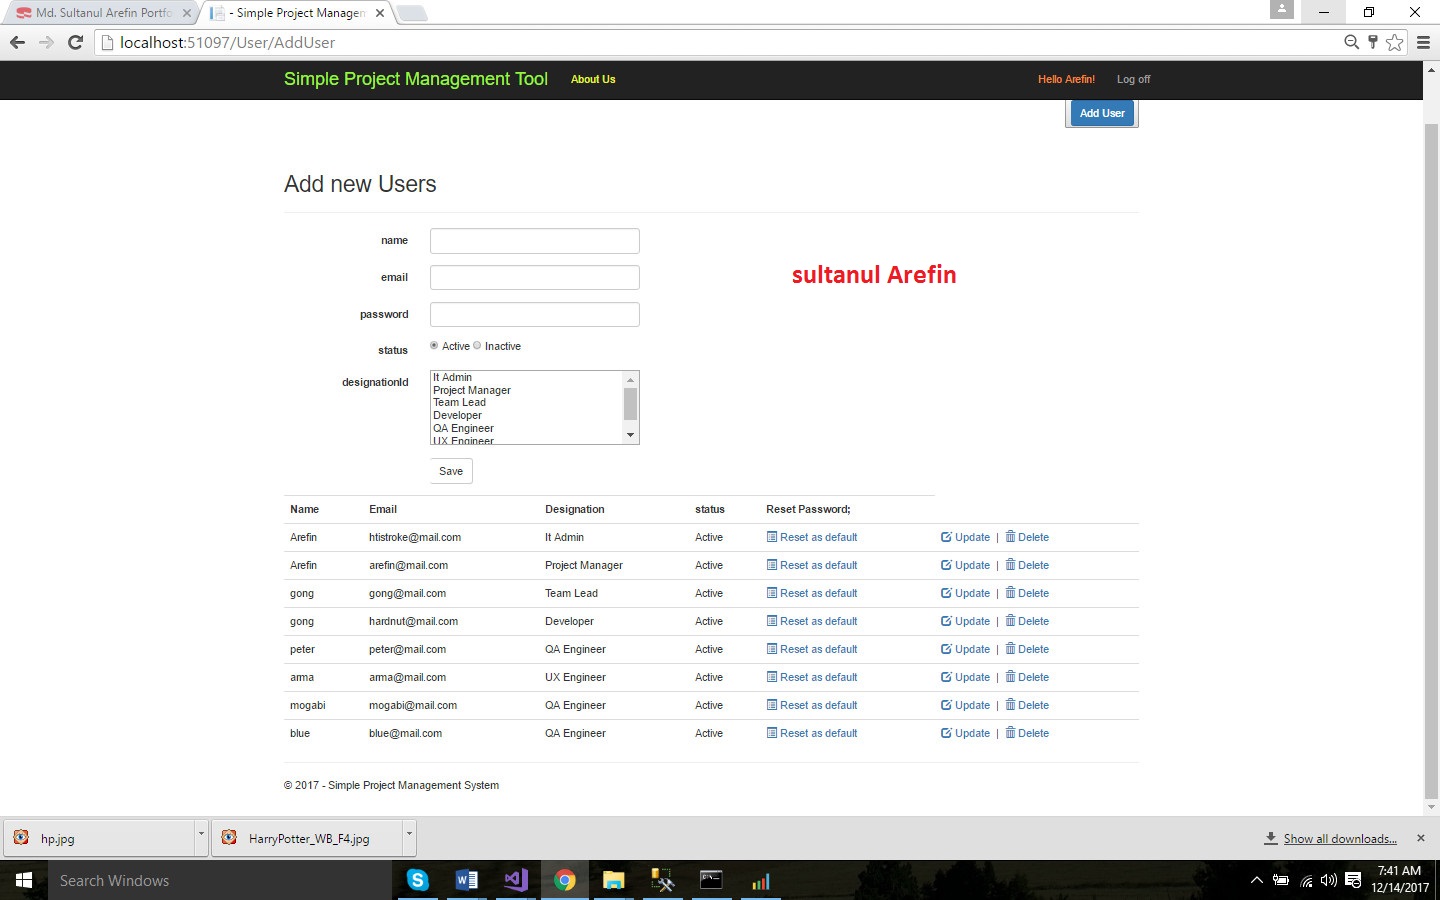 Md. Sultanul Arefin Portfo
- Simple Project Managem
localhost:51097/User/AddUser
Simple Project Management Tool About Us Hello Arefin! Log off
Add User
Add new Users
name
email
sultanul Arefin
password
status Active Inactive
designationId It Admin
Project Manager
Team Lead
Developer
QA Engineer
UX Engineer
Save
Name Email Designation status Reset Password;
Arefin htistroke@mail.com It Admin Active Reset as default Update | Delete
Arefin arefin@mail.com Project Manager Active Reset as default Update | Delete
gong gong@mail.com Team Lead Active Reset as default Update | Delete
gong hardnut@mail.com Developer Active Reset as default Update | Delete
peter peter@mail.com QA Engineer Active Reset as default Update | Delete
arma arma@mail.com UX Engineer Active Reset as default Update | Delete
mogabi mogabi@mail.com QA Engineer Active Reset as default Update | Delete
blue blue@mail.com QA Engineer Active Reset as default Update | Delete
© 2017 - Simple Project Management System
hp.jpg HarryPotter_WB_F4.jpg Show all downloads...
Search Windows
7:41 AM
12/14/2017